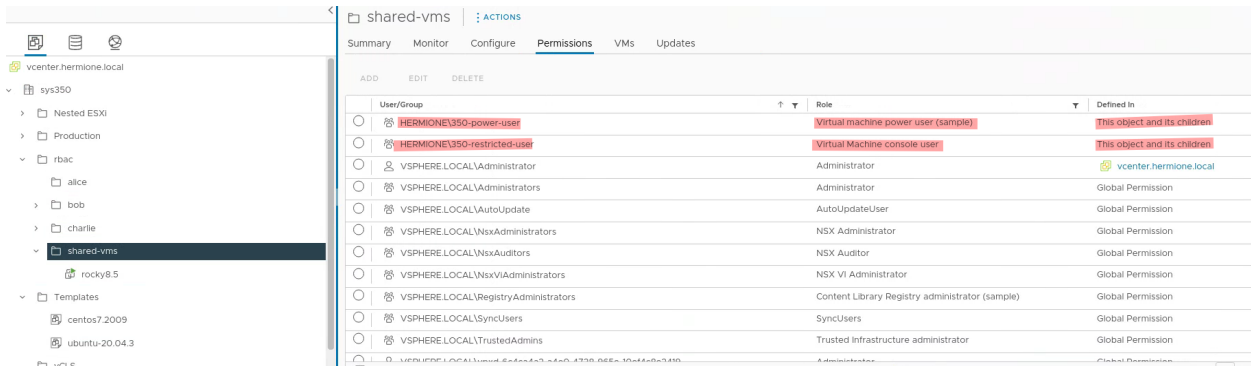 shared-vms
ACTIONS
Summary Monitor Configure Permissions VMs Updates
ADD EDIT DELETE
vcenter.hermione.local
sys350
Nested ESXi
Production
rbac
alice
bob
charlie
shared-vms
rocky8.5
Templates
centos7.2009
ubuntu-20.04.3
vCLS
User/Group Role Defined In
HERMIONE\350-power-user Virtual machine power user (sample) This object and its children
HERMIONE\350-restricted-user Virtual Machine console user This object and its children
VSPHERE.LOCAL\Administrator Administrator vcenter.hermione.local
VSPHERE.LOCAL\Administrators Administrator Global Permission
VSPHERE.LOCAL\AutoUpdate AutoUpdateUser Global Permission
VSPHERE.LOCAL\NsxAdministrators NSX Administrator Global Permission
VSPHERE.LOCAL\NsxAuditors NSX Auditor Global Permission
VSPHERE.LOCAL\NsxViAdministrators NSX VI Administrator Global Permission
VSPHERE.LOCAL\RegistryAdministrators Content Library Registry administrator (sample) Global Permission
VSPHERE.LOCAL\SyncUsers SyncUsers Global Permission
VSPHERE.LOCAL\TrustedAdmins Trusted Infrastructure administrator Global Permission
Administrator Global Permission